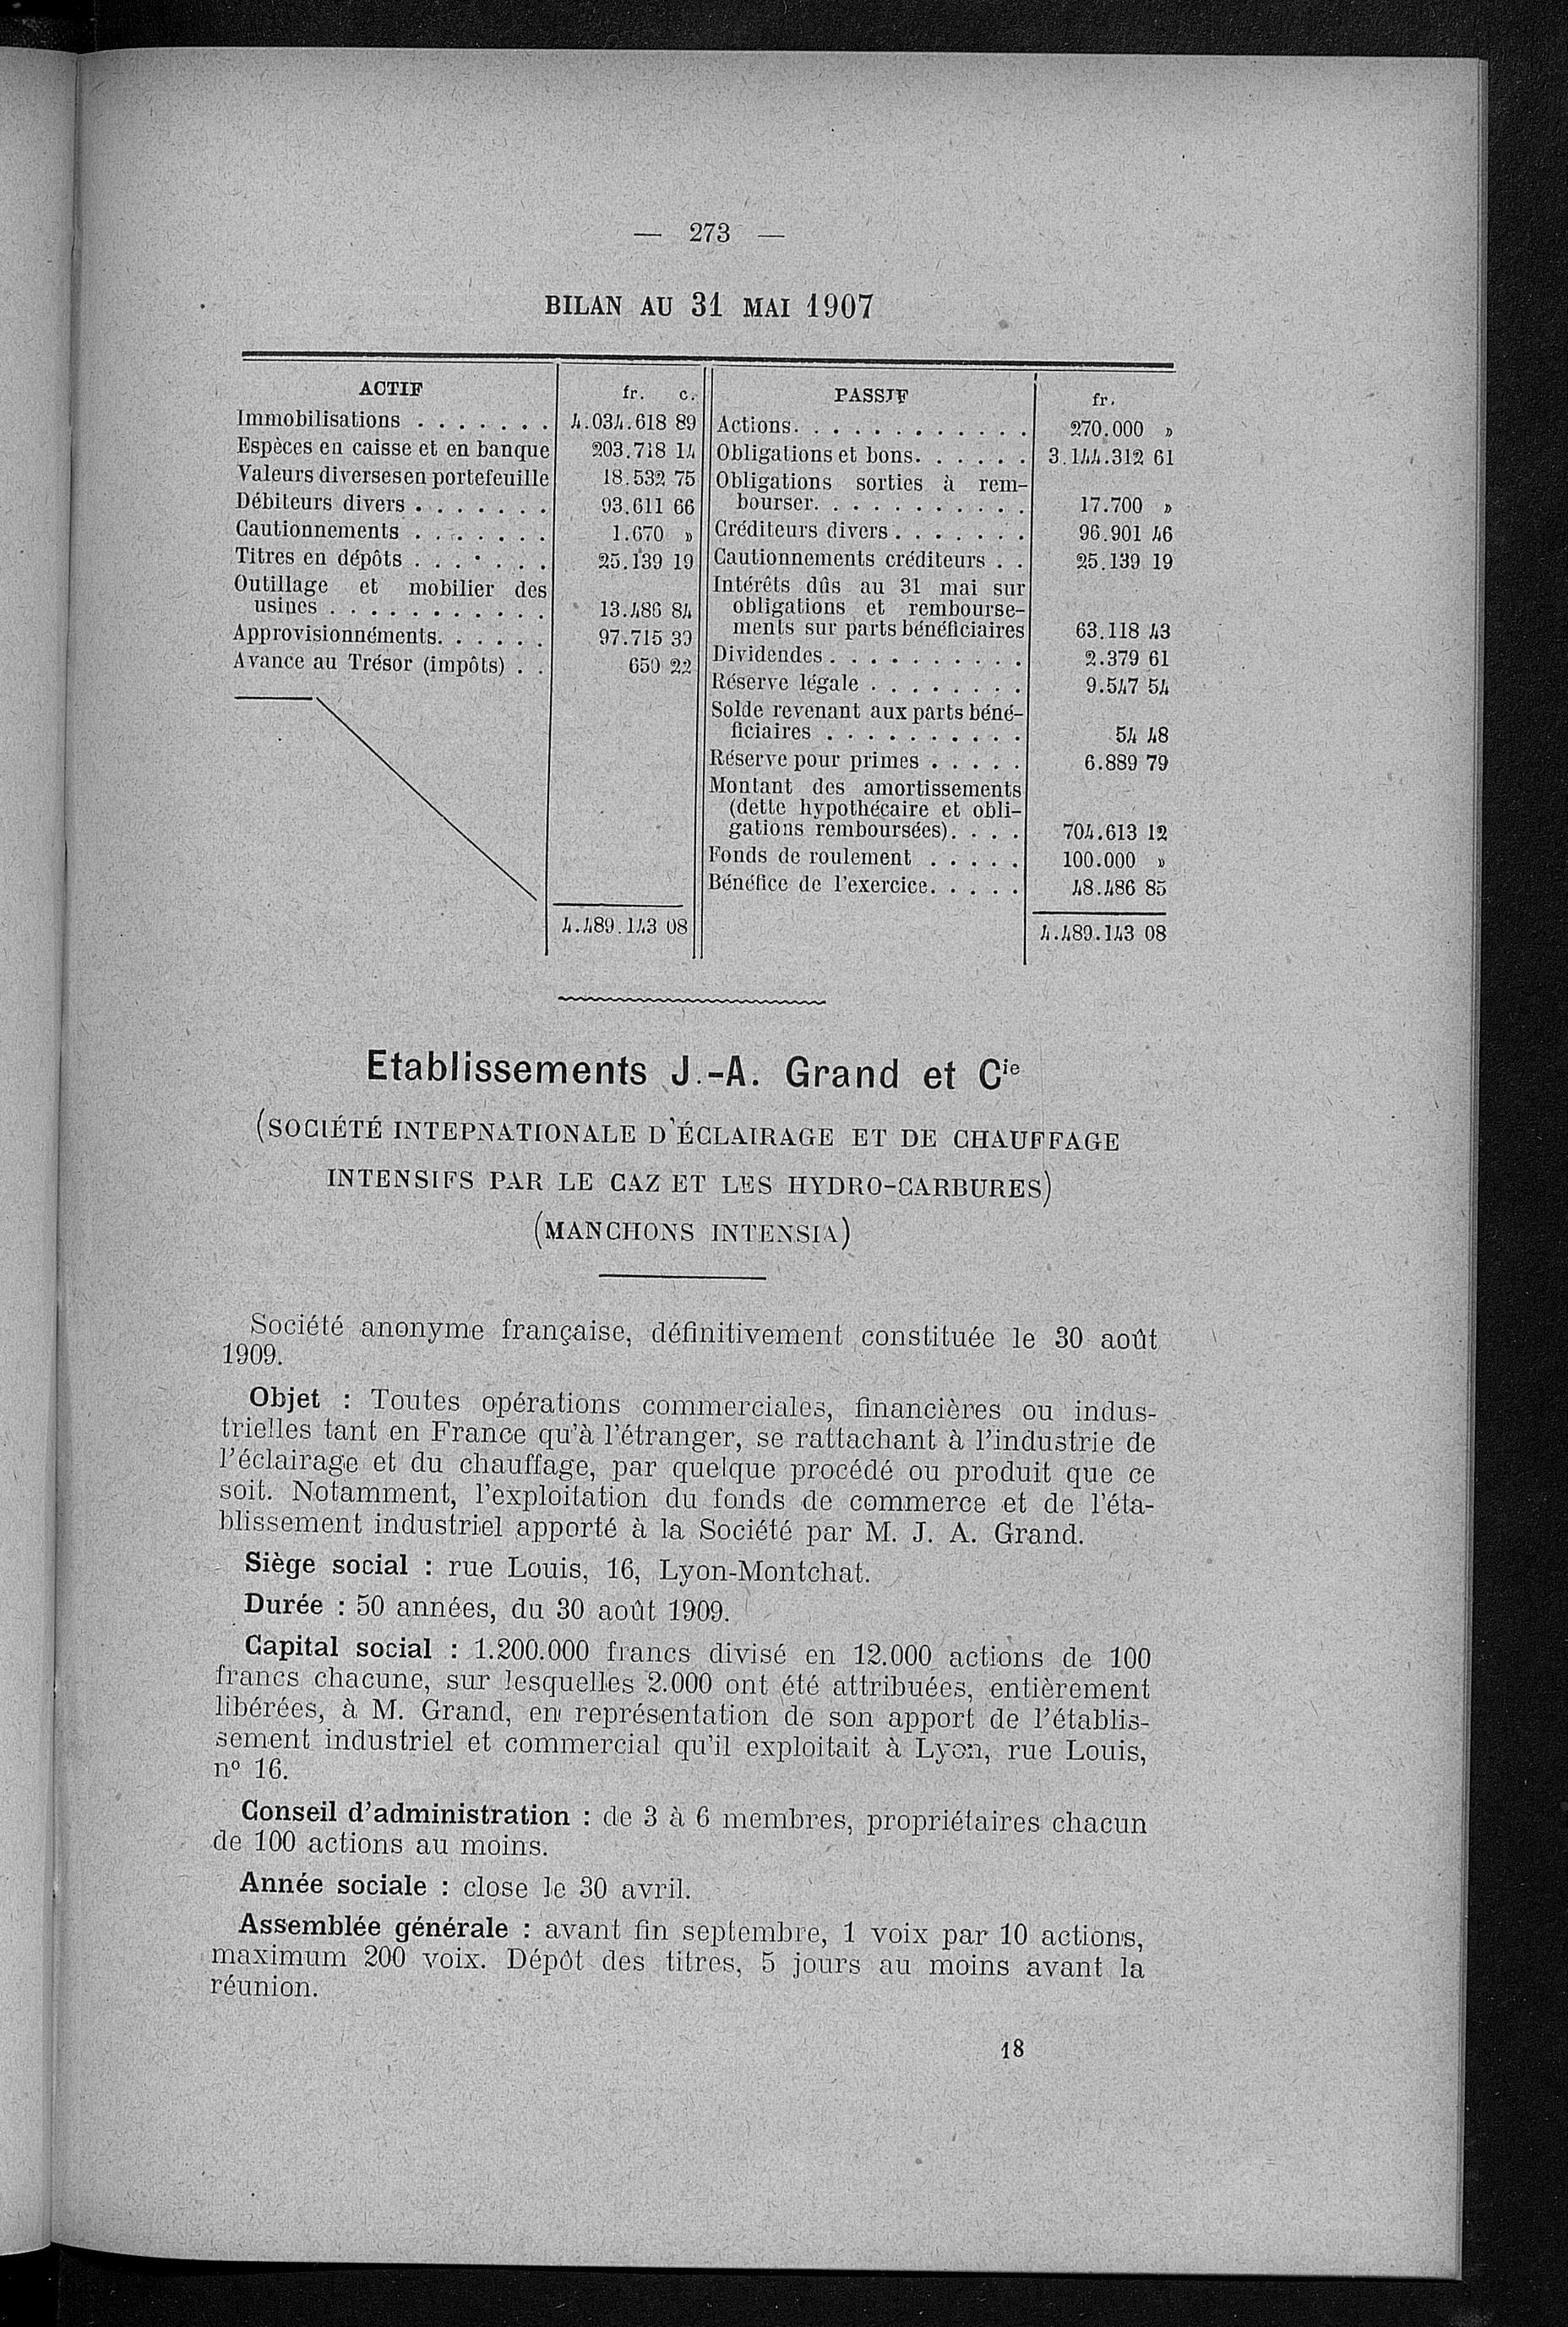 — 273 —
BILAN AU 31 MAI 1907
ACTIF fr. c.
Immobilisations . . . . . . . 4.034.618 89
Espèces en caisse et en banque 203.718 14
Valeurs diverses en portefeuille 18.532 75
Débiteurs divers . . . . . . . 93.611 66
Cautionnements . . . . . . . 1.670 »
Titres en dépôts . . . . . . . 25.139 19
Outillage et mobilier des
usines . . . . . . . . . . . 13.486 84
Approvisionnéments. . . . . . 97.715 39
Avance au Trésor (impôts) . . 650 22
4.489.143 08
PASSIF fr.
Actions. . . . . . . . . . . . 270.000 »
Obligations et bons. . . . . . 3.144.312 61
Obligations sorties à rem-
bourser. . . . . . . . . . . 17.700 »
Créditeurs divers . . . . . . . 96.901 46
Cautionnements créditeurs . . 25.139 19
Intérêts dûs au 31 mai sur
obligations et rembourse-
ments sur parts bénéficiaires 63.118 43
Dividendes . . . . . . . . . . 2.379 61
Réserve légale . . . . . . . . 9.547 54
Solde revenant aux parts béné-
ficiaires . . . . . . . . . . 54 48
Réserve pour primes . . . . . 6.889 79
Montant des amortissements
(dette hypothécaire et obli-
gations remboursées). . . . 704.613 12
Fonds de roulement . . . . . 100.000 »
Bénéfice de l'exercice. . . . . 48.486 85
4.489.143 08
Etablissements J.-A. Grand et Cie
(SOCIÉTÉ INTEPNATIONALE D'ÉCLAIRAGE ET DE CHAUFFAGE
INTENSIFS PAR LE GAZ ET LES HYDRO-CARBURES)
(MANCHONS INTENSIA)
Société anonyme française, définitivement constituée le 30 août
1909.
Objet : Toutes opérations commerciales, financières ou indus-
trielles tant en France qu'à l'étranger, se rattachant à l'industrie de
l'éclairage et du chauffage, par quelque procédé ou produit que ce
soit. Notamment, l'exploitation du fonds de commerce et de l'éta-
blissement industriel apporté à la Société par M. J. A. Grand.
Siège social : rue Louis, 16, Lyon-Montchat.
Durée : 50 années, du 30 août 1909.
Capital social : 1.200.000 francs divisé en 12.000 actions de 100
francs chacune, sur lesquelles 2.000 ont été attribuées, entièrement
libérées, à M. Grand, en représentation de son apport de l'établis-
sement industriel et commercial qu'il exploitait à Lyon, rue Louis,
nº 16.
Conseil d'administration : de 3 à 6 membres, propriétaires chacun
de 100 actions au moins.
Année sociale : close le 30 avril.
Assemblée générale : avant fin septembre, 1 voix par 10 actions,
maximum 200 voix. Dépôt des titres, 5 jours au moins avant la
réunion.
18